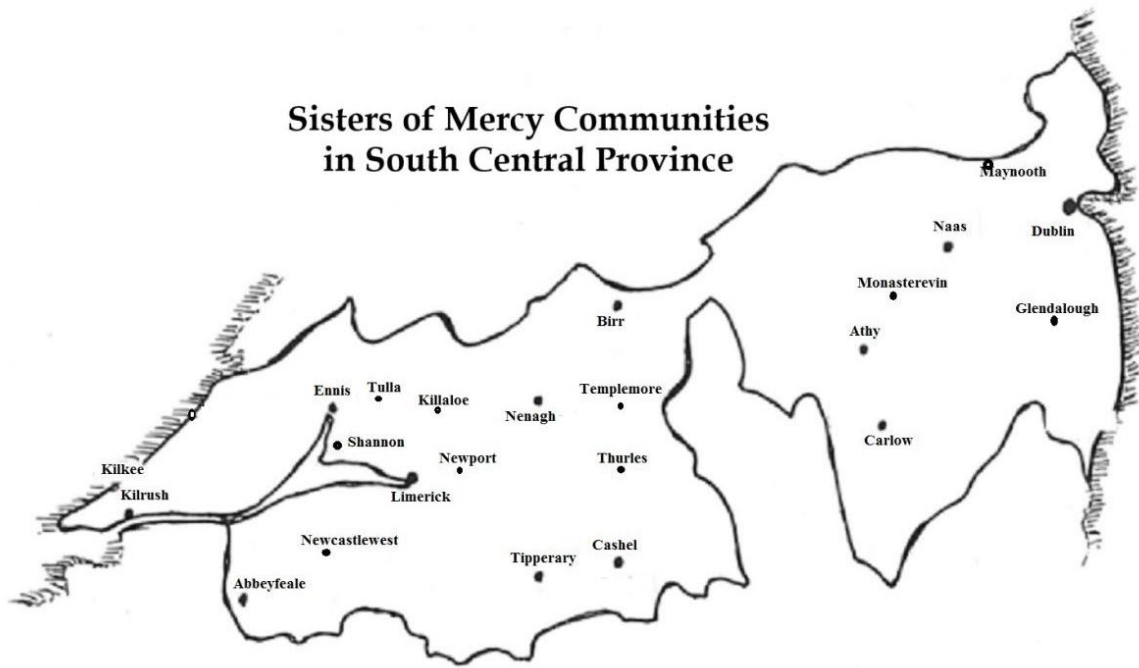 Sisters of Mercy Communities
in South Central Province
Maynooth
Naas
Dublin
Monasterevin
Glendalough
Birr
Athy
Ennis
Tulla
Killaloe
Nenagh
Templemore
Carlow
Shannon
Newport
Thurles
Kilkee
Limerick
Kilrush
Newcastlewest
Tipperary
Cashel
Abbeyfeale